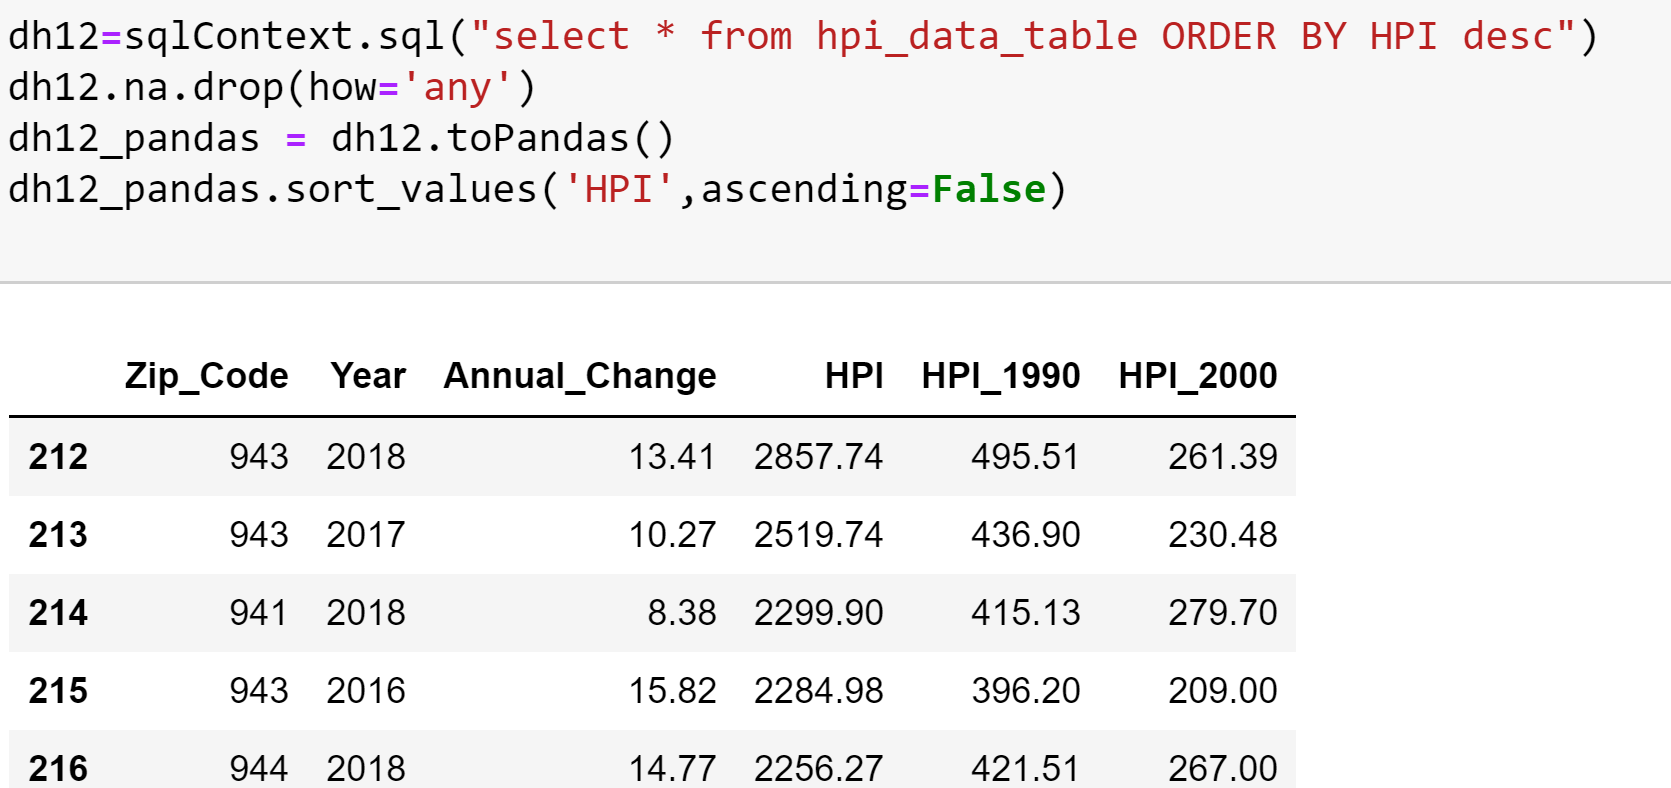 dh12=sqlContext.sql("select * from hpi_data_table ORDER BY HPI desc")
dh12.na.drop(how='any')
dh12_pandas = dh12.toPandas()
dh12_pandas.sort_values('HPI',ascending=False)
Zip_Code Year Annual_Change HPI HPI_1990 HPI_2000
212 943 2018 13.41 2857.74 495.51 261.39
213 943 2017 10.27 2519.74 436.90 230.48
214 941 2018 8.38 2299.90 415.13 279.70
215 943 2016 15.82 2284.98 396.20 209.00
216 944 2018 14.77 2256.27 421.51 267.00